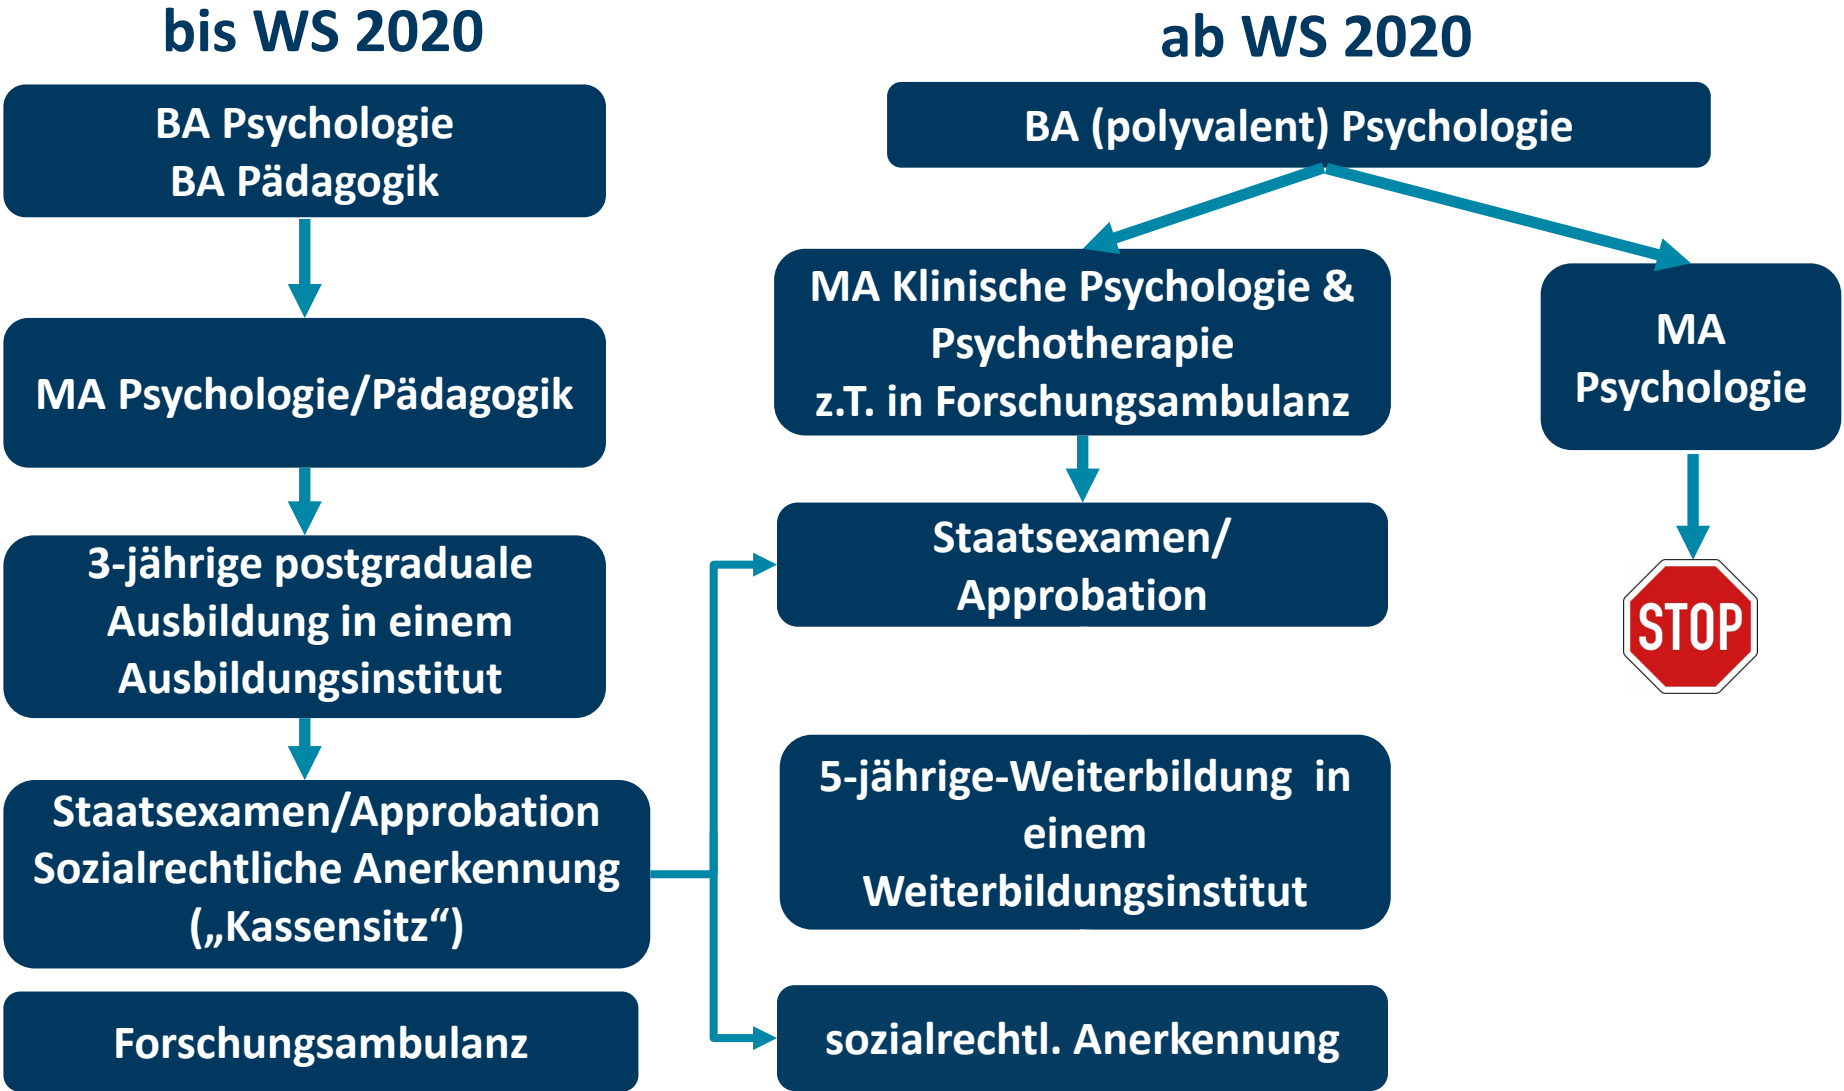 bis WS 2020
BA Psychologie
BA Pädagogik
MA Psychologie/Pädagogik
3-jährige postgraduale
Ausbildung in einem
Ausbildungsinstitut
Staatsexamen/Approbation
Sozialrechtliche Anerkennung
(„Kassensitz“)
Forschungsambulanz
ab WS 2020
BA (polyvalent) Psychologie
MA Klinische Psychologie &
Psychotherapie
z.T. in Forschungsambulanz
Staatsexamen/
Approbation
5-jährige-Weiterbildung in
einem
Weiterbildungsinstitut
sozialrechtl. Anerkennung
MA
Psychologie
STOP